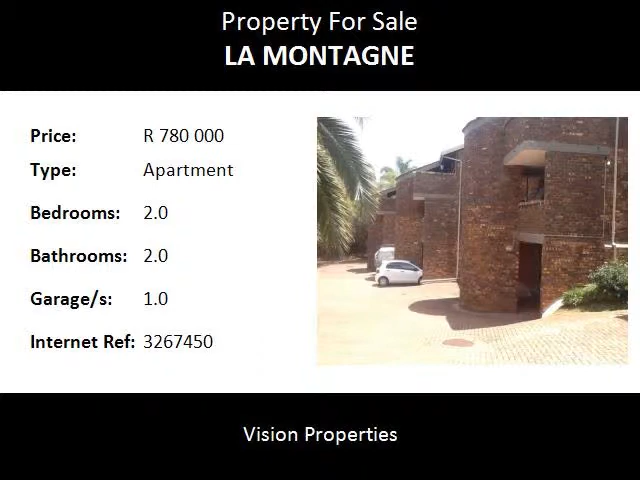 Property For Sale
LA MONTAGNE
Price: R 780 000
Type: Apartment
Bedrooms: 2.0
Bathrooms: 2.0
Garage/s: 1.0
Internet Ref: 3267450
Vision Properties